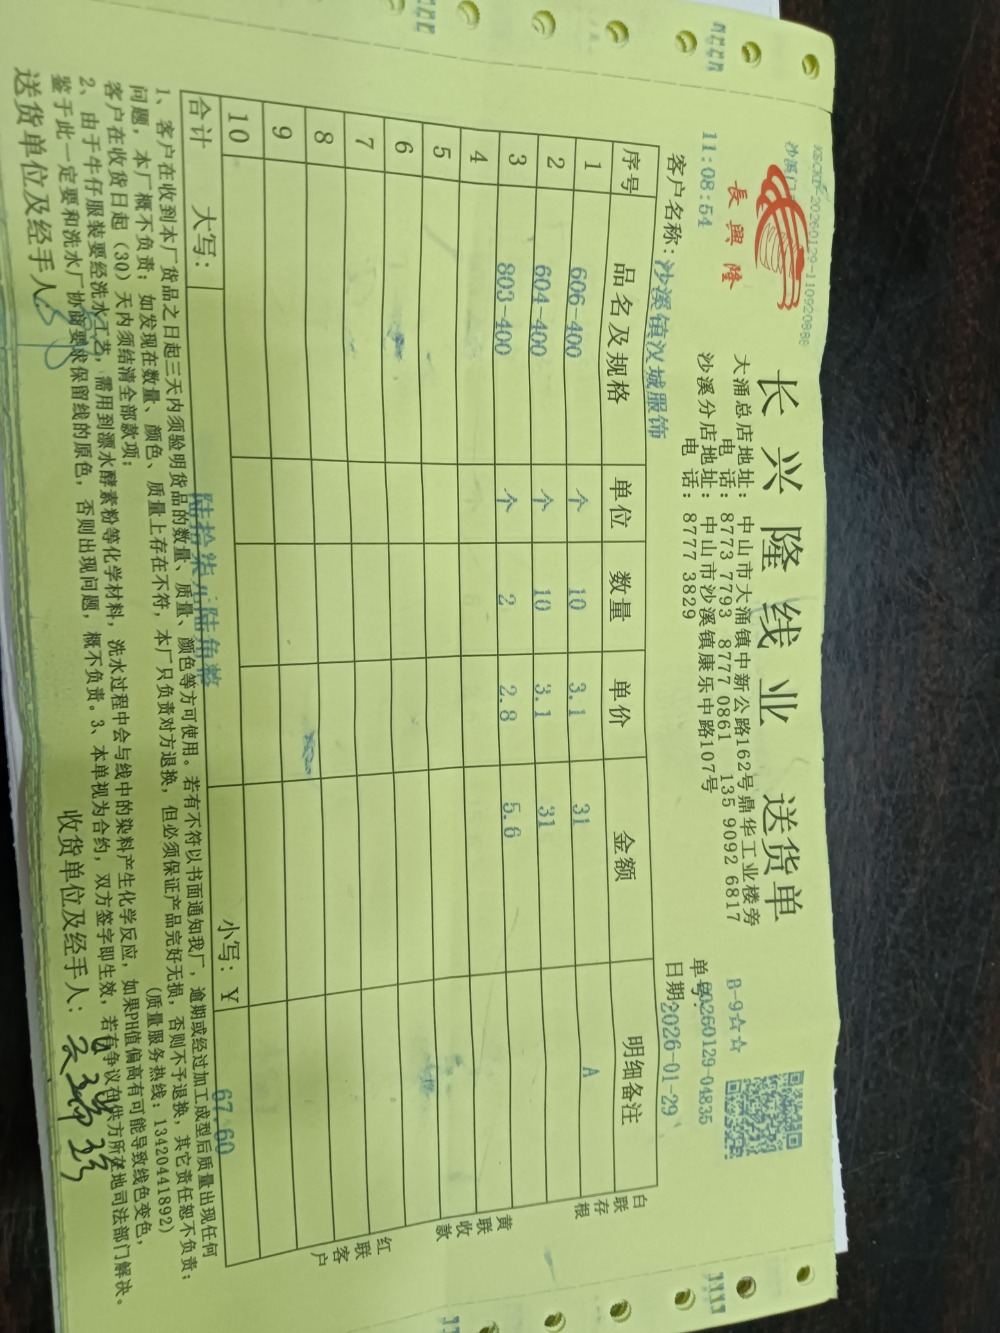 XSCKDP-20260129-110920888
沙溪门
11:08:54
長興隆
长兴隆线业 送货单
大涌总店地址：中山市大涌镇中新公路162号鼎华工业楼旁
电 话：8773 7793 8777 0861 135 9092 6817
沙溪分店地址：中山市沙溪镇康乐中路107号
电 话：8777 3829
B-9☆☆
单号：20260129-04835
客户名称：沙溪镇汉城服饰 日期：2026-01-29
序号 品名及规格 单位 数量 单价 金额 明细备注
1 606-400 个 10 3.1 31 A
2 604-400 个 10 3.1 31
3 803-400 个 2 2.8 5.6
4
5
6
7
8
9
10
合计 大写：陆拾柒元陆角整 小写：￥ 67.60
白联存根
黄联收款
红联客户
1、客户在收到本厂货品之日起三天内须验明货品的数量、质量、颜色等方可使用。若有不符以书面通知我厂，逾期或经过加工成型后质量出现任何
问题，本厂概不负责；如发现在数量、颜色、质量上存在不符，本厂只负责对方退换，但必须保证产品完好无损，否则不予退换，其它责任恕不负责；
客户在收货日起（30）天内须结清全部款项； （质量服务热线：13420441892）
2、由于牛仔服装要经洗水工艺，需用到漂水酵素粉等化学材料，洗水过程中会与线中的染料产生化学反应，如果PH值偏高有可能导致线色变色，
鉴于此一定要和洗水厂协商要求保留线的原色，否则出现问题，概不负责。3、本单视为合约，双方签字即生效，若有争议在供方所在地司法部门解决。
送货单位及经手人： 收货单位及经手人：